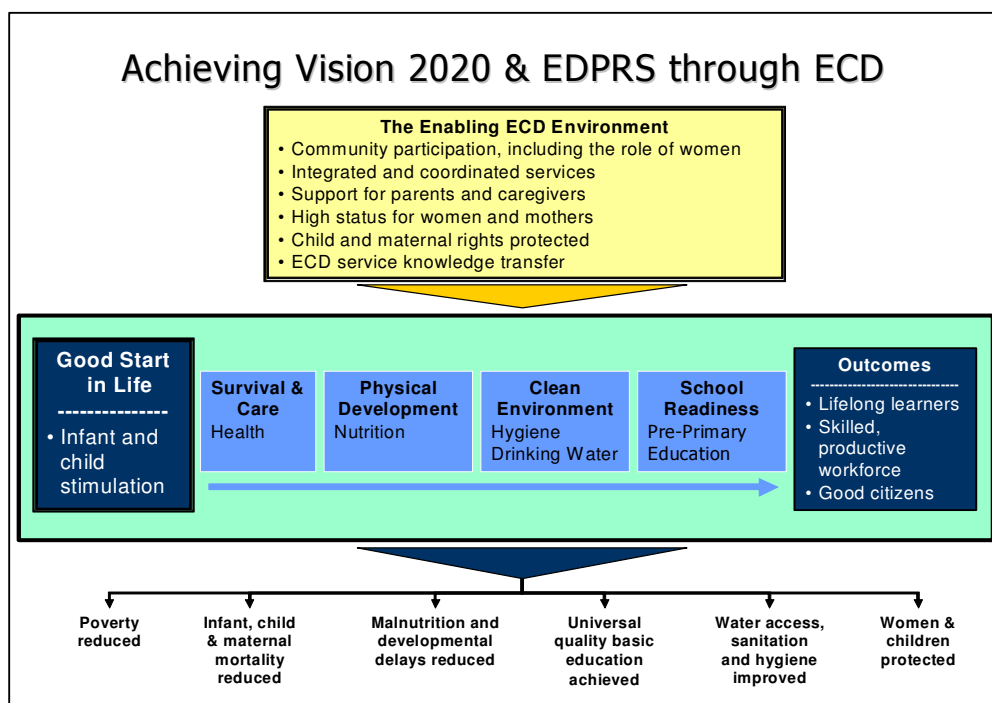 Achieving Vision 2020 & EDPRS through ECD
The Enabling ECD Environment
• Community participation, including the role of women
• Integrated and coordinated services
• Support for parents and caregivers
• High status for women and mothers
• Child and maternal rights protected
• ECD service knowledge transfer
Good Start
in Life
---------------
• Infant and
child
stimulation
Survival &
Care
Health
Physical
Development
Nutrition
Clean
Environment
Hygiene
Drinking Water
School
Readiness
Pre-Primary
Education
Outcomes
--------------------------------
• Lifelong learners
• Skilled,
productive
workforce
• Good citizens
Poverty
reduced
Infant, child
& maternal
mortality
reduced
Malnutrition and
developmental
delays reduced
Universal
quality basic
education
achieved
Water access,
sanitation
and hygiene
improved
Women &
children
protected